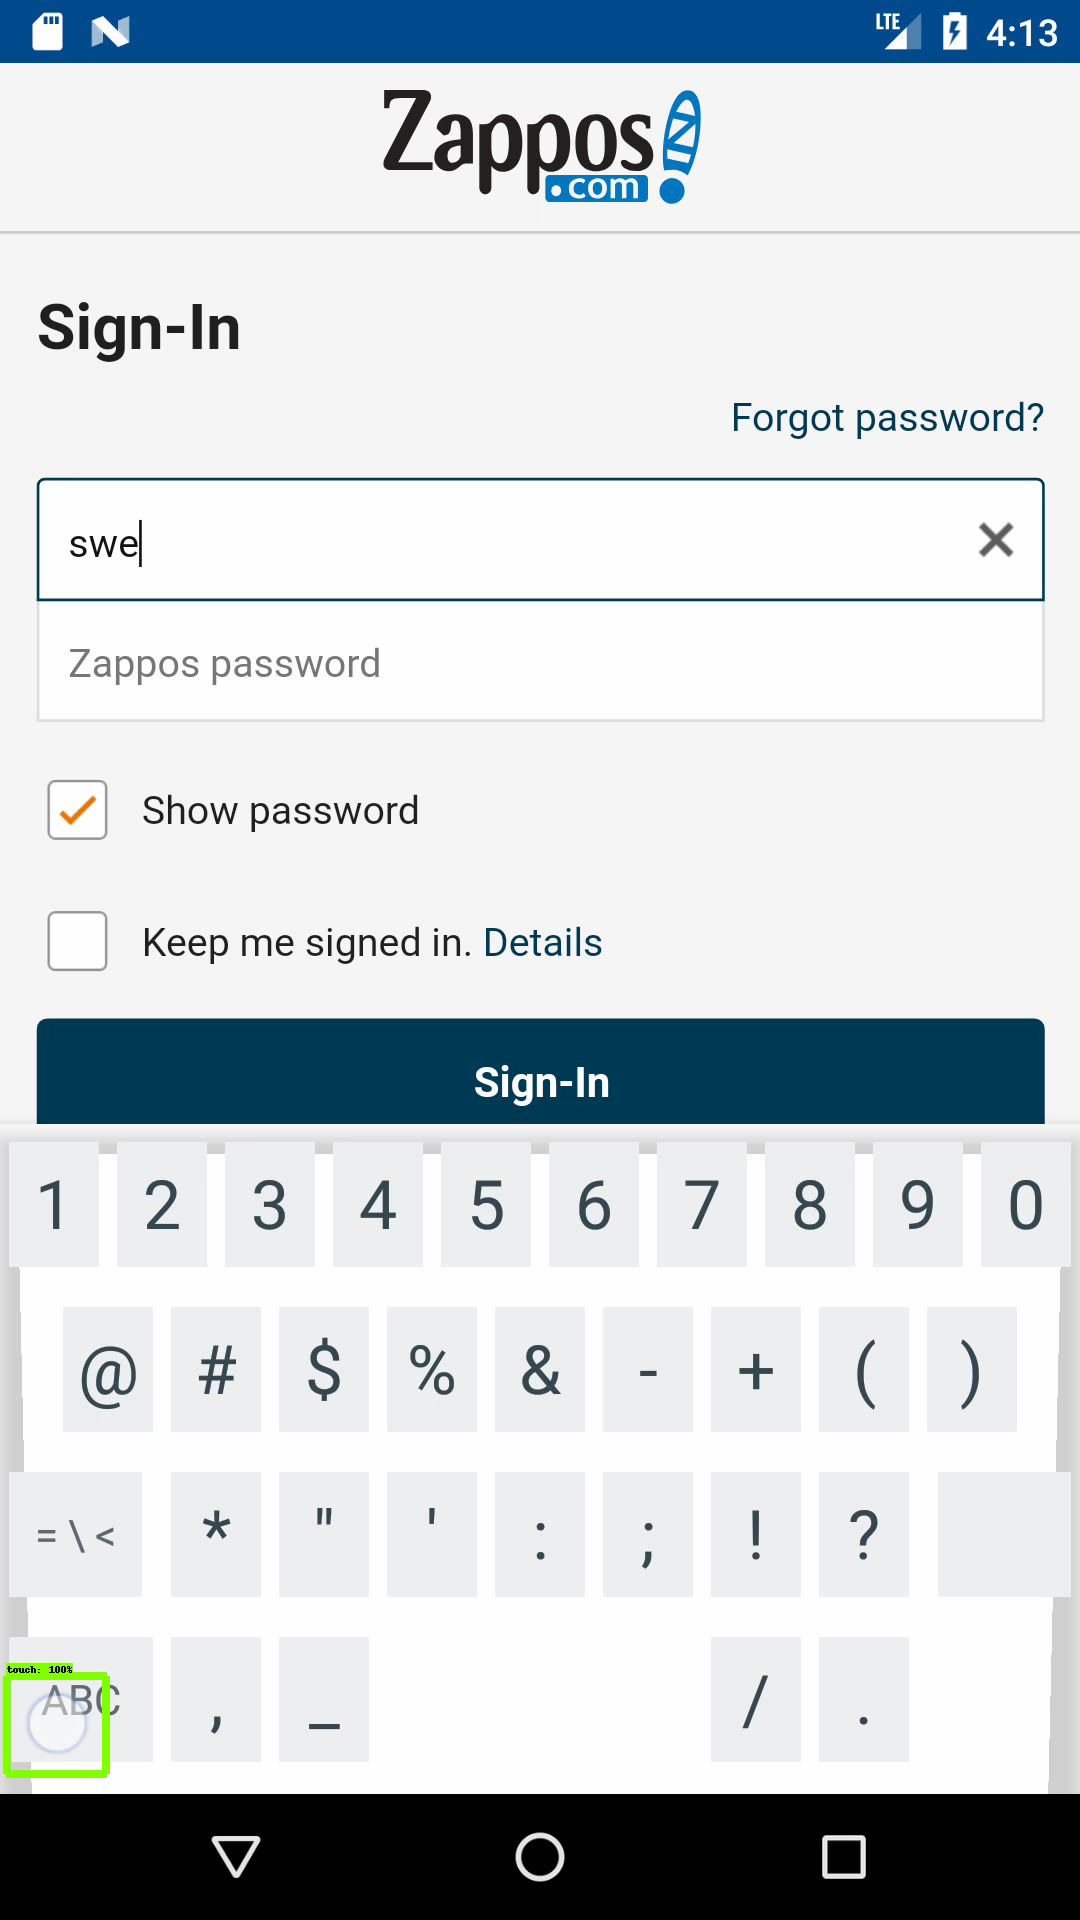 LTE 4:13
Zappos
.com
Sign-In
Forgot password?
swe
Zappos password
Show password
Keep me signed in. Details
Sign-In
1 2 3 4 5 6 7 8 9 0
@ # $ % & - + ( )
= \ < * " ' : ; ! ?
touch: 100%
ABC , _ / .